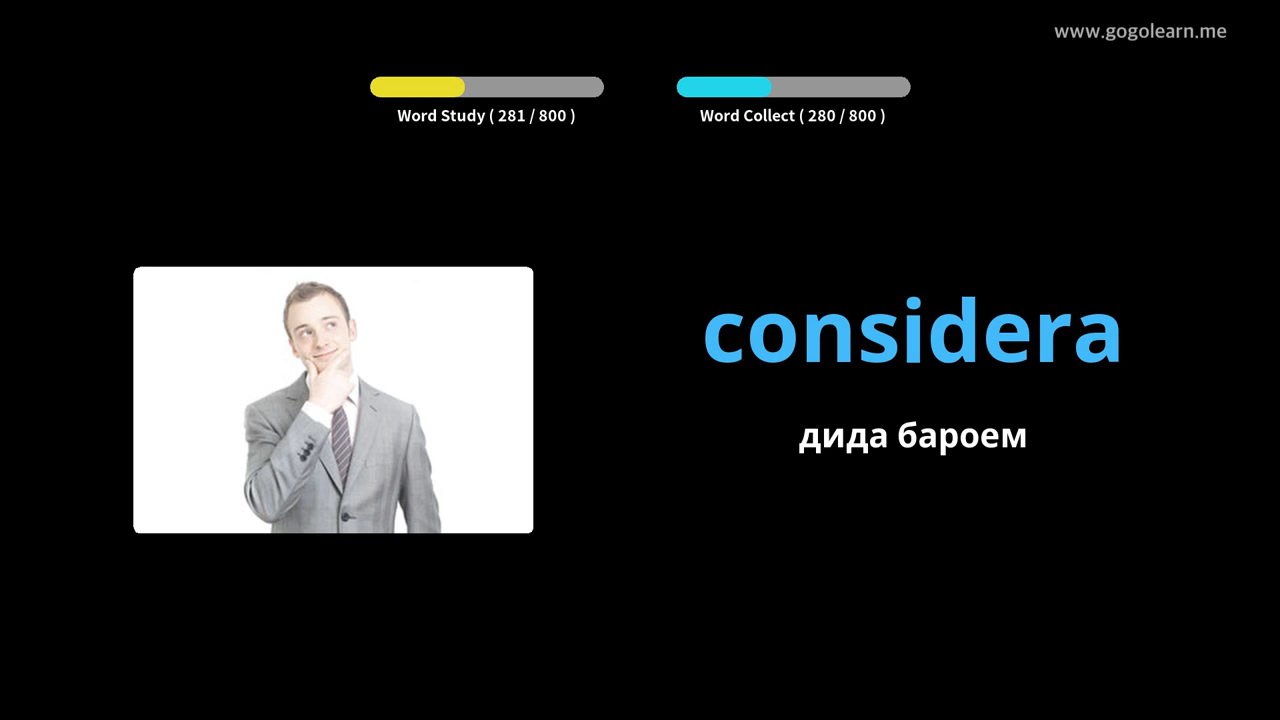 www.gogolearn.me
Word Study ( 281 / 800 )
Word Collect ( 280 / 800 )
considera
дида бароем